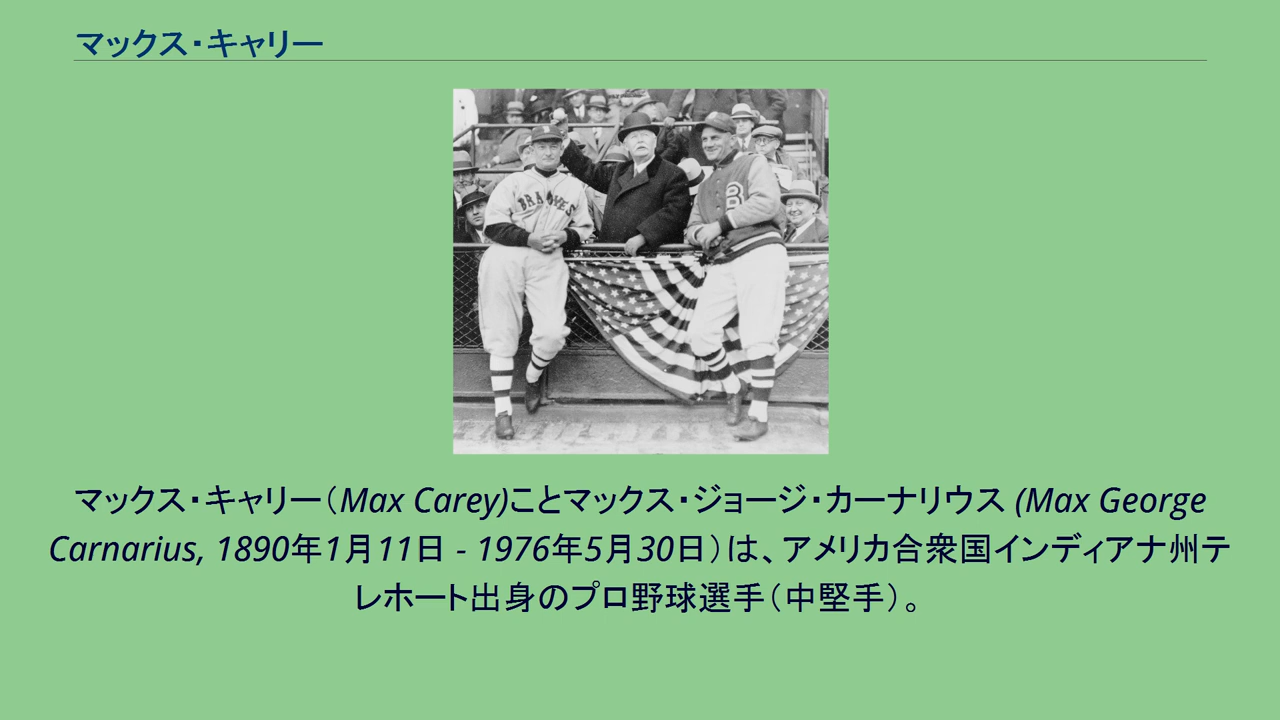 マックス・キャリー
BRAVES
B
B
マックス・キャリー（Max Carey)ことマックス・ジョージ・カーナリウス (Max George
Carnarius, 1890年1月11日 - 1976年5月30日）は、アメリカ合衆国インディアナ州テ
レホート出身のプロ野球選手（中堅手）。